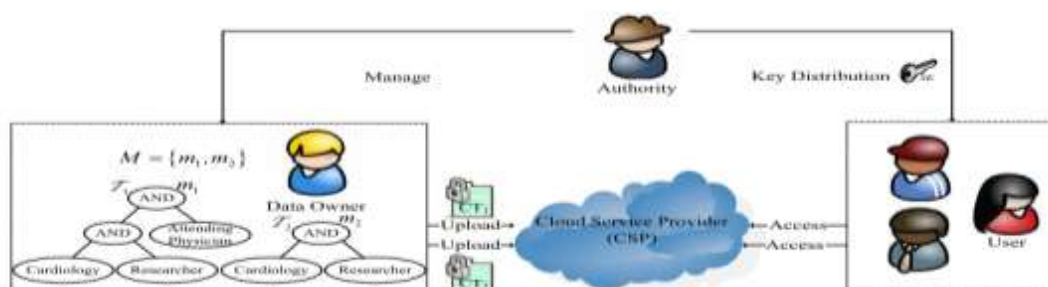 Manage
Key Distribution
Authority
M = {m₁, m₂}
𝒯₁ m₁
AND
AND
Attending
Physician
Cardiology
Researcher
Data Owner
m₂
AND
Cardiology
Researcher
CT₁
Upload
Upload
Cloud Service Provider
(CSP)
Access
Access
User